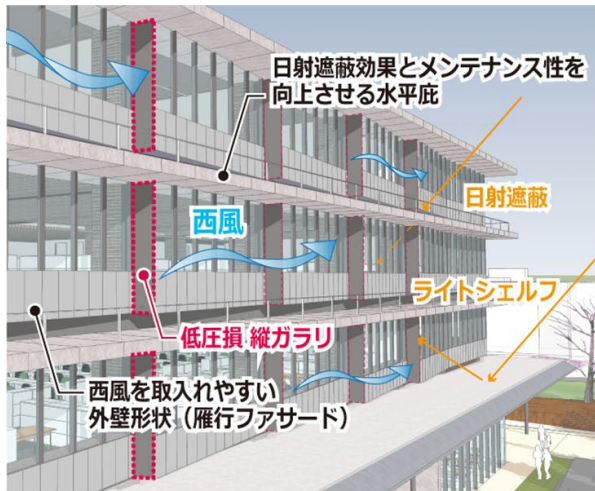 日射遮蔽効果とメンテナンス性を
向上させる水平庇
日射遮蔽
西風
ライトシェルフ
低圧損 縦ガラリ
西風を取入れやすい
外壁形状（雁行ファサード）